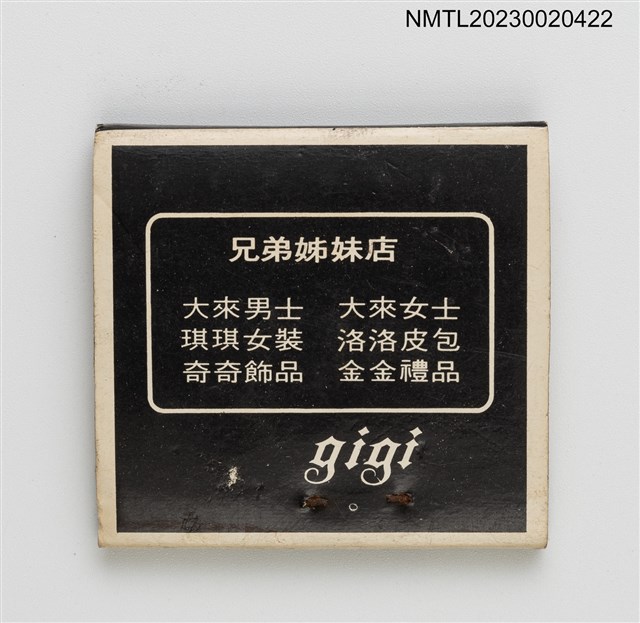 NMTL20230020422
兄弟姊妹店
大來男士 大來女士
琪琪女裝 洛洛皮包
奇奇飾品 金金禮品
gigi